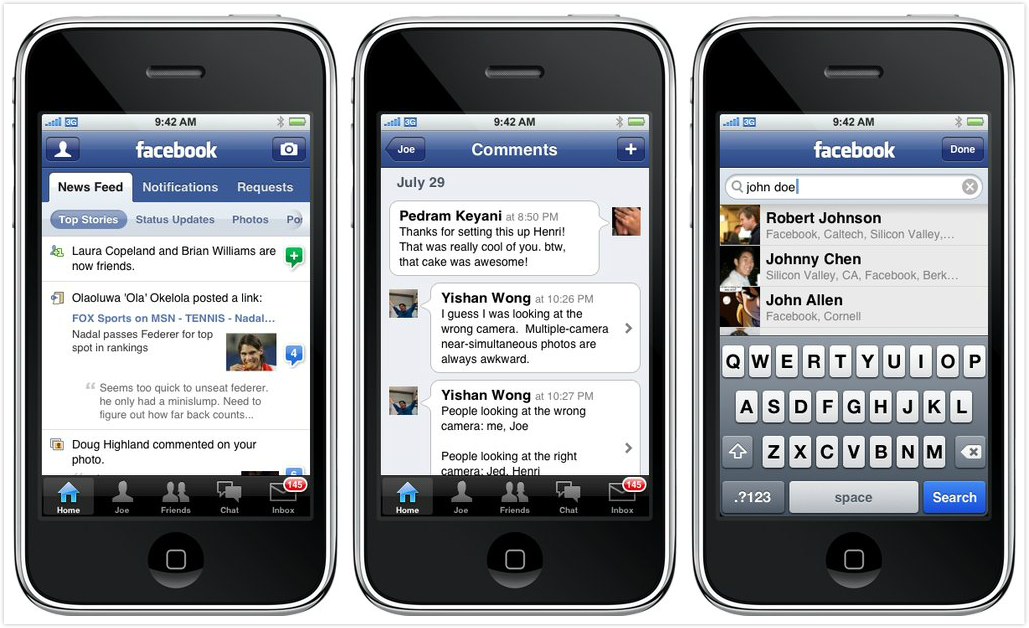 3G 9:42 AM
facebook
News Feed Notifications Requests
Top Stories Status Updates Photos Po
Laura Copeland and Brian Williams are
now friends.
Olaoluwa 'Ola' Okelola posted a link:
FOX Sports on MSN - TENNIS - Nadal...
Nadal passes Federer for top
spot in rankings
4
“ Seems too quick to unseat federer.
he only had a minislump. Need to
figure out how far back counts...
Doug Highland commented on your
photo.
145
Home Joe Friends Chat Inbox
3G 9:42 AM
Joe Comments +
July 29
Pedram Keyani at 8:50 PM
Thanks for setting this up Henri!
That was really cool of you. btw,
that cake was awesome!
Yishan Wong at 10:26 PM
I guess I was looking at the
wrong camera. Multiple-camera
near-simultaneous photos are
always awkward.
Yishan Wong at 10:27 PM
People looking at the wrong
camera: me, Joe
People looking at the right
camera: Jed, Henri
145
Home Joe Friends Chat Inbox
3G 9:42 AM
facebook Done
john doe
Robert Johnson
Facebook, Caltech, Silicon Valley,...
Johnny Chen
Silicon Valley, CA, Facebook, Berk...
John Allen
Facebook, Cornell
Q W E R T Y U I O P
A S D F G H J K L
Z X C V B N M
.?123 space Search